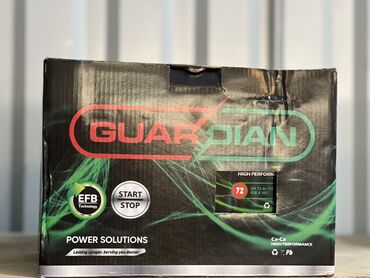 GUARDIAN
HIGH PERFORM
72
EFB
Technology
START
STOP
POWER SOLUTIONS
Lasting Longer, Serving you Better
Ca-Ca
HIGH PERFORMANCE
Pb